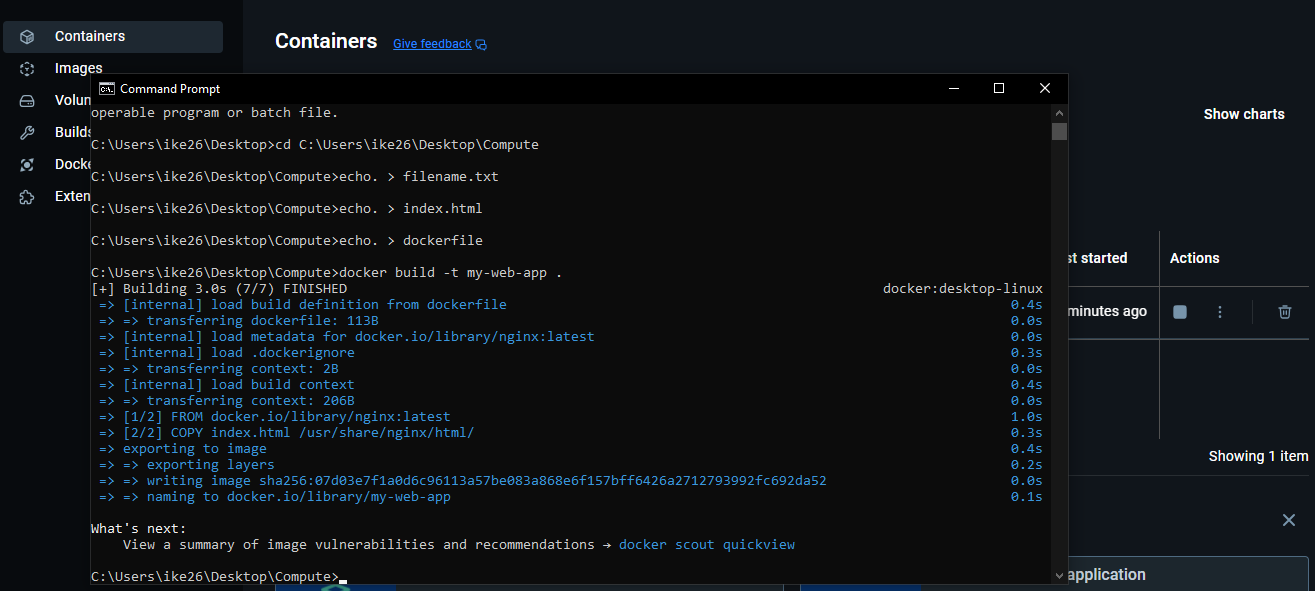 Containers
Images
Volun
Builds
Docke
Exten
Containers
Give feedback
Show charts
st started
Actions
minutes ago
Showing 1 item
application
Command Prompt
operable program or batch file.
C:\Users\ike26\Desktop>cd C:\Users\ike26\Desktop\Compute
C:\Users\ike26\Desktop\Compute>echo. > filename.txt
C:\Users\ike26\Desktop\Compute>echo. > index.html
C:\Users\ike26\Desktop\Compute>echo. > dockerfile
C:\Users\ike26\Desktop\Compute>docker build -t my-web-app .
[+] Building 3.0s (7/7) FINISHED docker:desktop-linux
=> [internal] load build definition from dockerfile 0.4s
=> => transferring dockerfile: 113B 0.0s
=> [internal] load metadata for docker.io/library/nginx:latest 0.0s
=> [internal] load .dockerignore 0.3s
=> => transferring context: 2B 0.0s
=> [internal] load build context 0.4s
=> => transferring context: 206B 0.0s
=> [1/2] FROM docker.io/library/nginx:latest 1.0s
=> [2/2] COPY index.html /usr/share/nginx/html/ 0.3s
=> exporting to image 0.4s
=> => exporting layers 0.2s
=> => writing image sha256:07d03e7f1a0d6c96113a57be083a868e6f157bff6426a2712793992fc692da52 0.0s
=> => naming to docker.io/library/my-web-app 0.1s
What's next:
View a summary of image vulnerabilities and recommendations → docker scout quickview
C:\Users\ike26\Desktop\Compute>